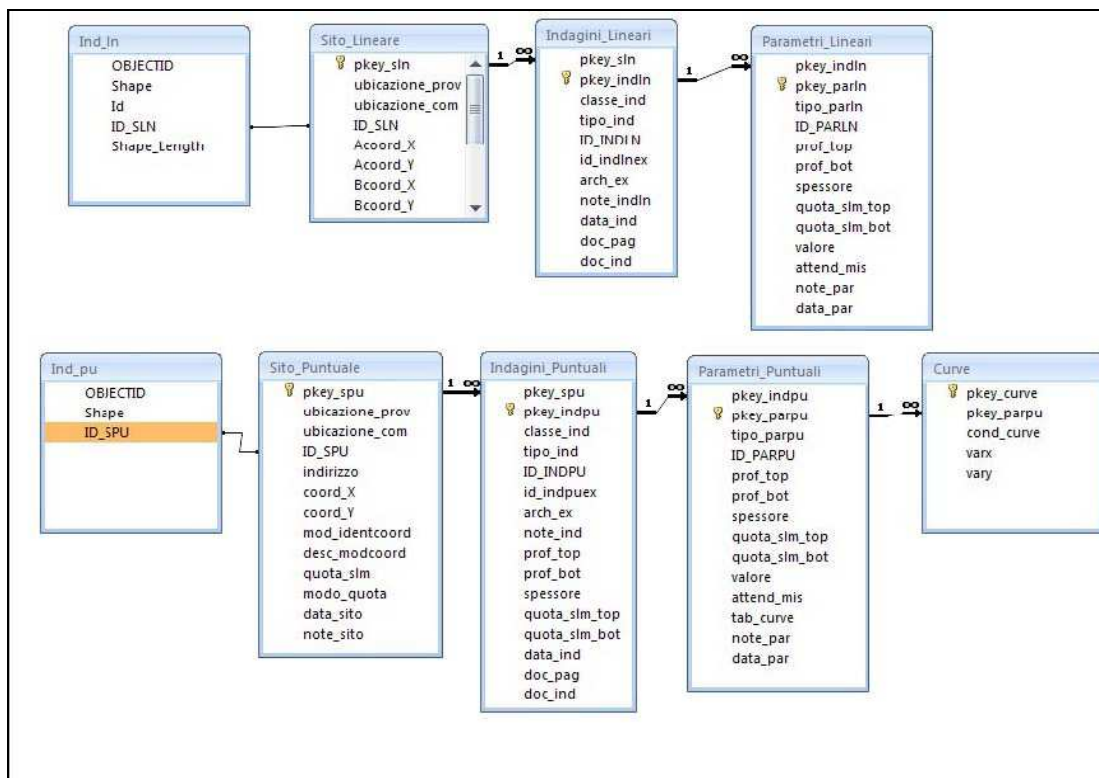 Ind_ln
OBJECTID
Shape
Id
ID_SLN
Shape_Length
Sito_Lineare
pkey_sln
ubicazione_prov
ubicazione_com
ID_SLN
Acoord_X
Acoord_Y
Bcoord_X
Bcoord_Y
1
∞
Indagini_Lineari
pkey_sln
pkey_indln
classe_ind
tipo_ind
ID_INDLN
id_indlnex
arch_ex
note_indln
data_ind
doc_pag
doc_ind
1
∞
Parametri_Lineari
pkey_indln
pkey_parln
tipo_parln
ID_PARLN
prof_top
prof_bot
spessore
quota_slm_top
quota_slm_bot
valore
attend_mis
note_par
data_par
Ind_pu
OBJECTID
Shape
ID_SPU
Sito_Puntuale
pkey_spu
ubicazione_prov
ubicazione_com
ID_SPU
indirizzo
coord_X
coord_Y
mod_identcoord
desc_modcoord
quota_slm
modo_quota
data_sito
note_sito
1
∞
Indagini_Puntuali
pkey_spu
pkey_indpu
classe_ind
tipo_ind
ID_INDPU
id_indpuex
arch_ex
note_ind
prof_top
prof_bot
spessore
quota_slm_top
quota_slm_bot
data_ind
doc_pag
doc_ind
1
∞
Parametri_Puntuali
pkey_indpu
pkey_parpu
tipo_parpu
ID_PARPU
prof_top
prof_bot
spessore
quota_slm_top
quota_slm_bot
valore
attend_mis
tab_curve
note_par
data_par
1
∞
Curve
pkey_curve
pkey_parpu
cond_curve
varx
vary